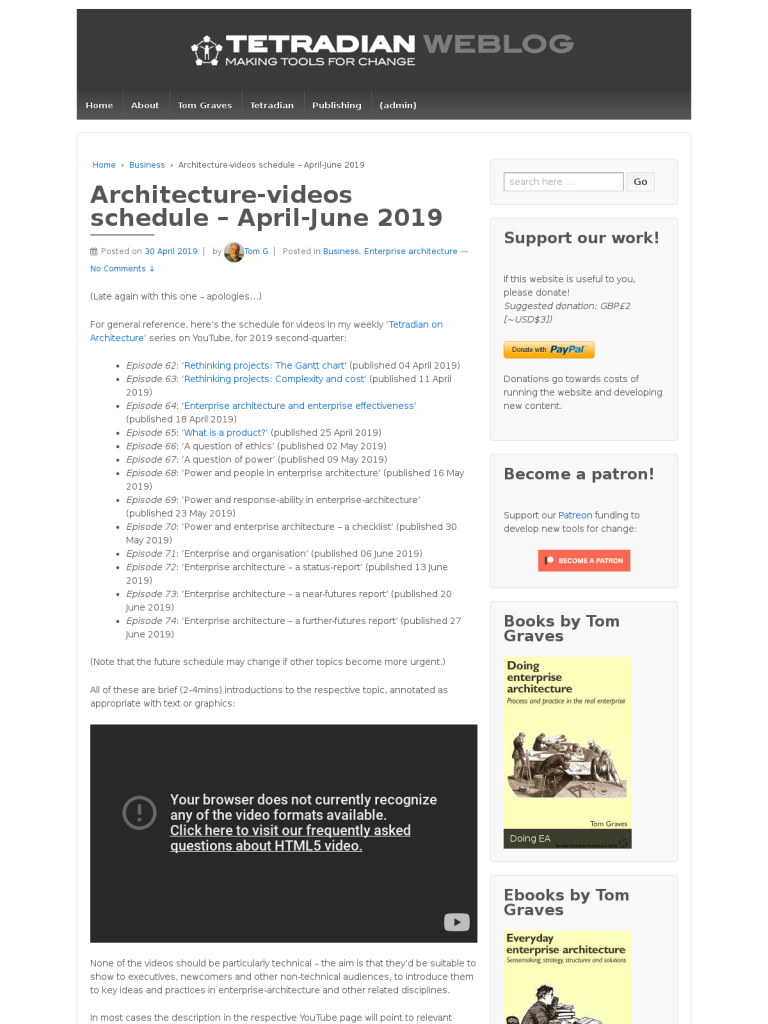 TETRADIAN WEBLOG
MAKING TOOLS FOR CHANGE
Home
About
Tom Graves
Tetradian
Publishing
(admin)
Home › Business › Architecture-videos schedule – April-June 2019
Architecture-videos
schedule – April-June 2019
Posted on 30 April 2019 | by Tom G | Posted in Business, Enterprise architecture —
No Comments ↓
(Late again with this one – apologies…)
For general reference, here’s the schedule for videos in my weekly ‘Tetradian on
Architecture’ series on YouTube, for 2019 second-quarter:
• Episode 62: ‘Rethinking projects: The Gantt chart’ (published 04 April 2019)
• Episode 63: ‘Rethinking projects: Complexity and cost’ (published 11 April
2019)
• Episode 64: ‘Enterprise architecture and enterprise effectiveness’
(published 18 April 2019)
• Episode 65: ‘What is a product?’ (published 25 April 2019)
• Episode 66: ‘A question of ethics’ (published 02 May 2019)
• Episode 67: ‘A question of power’ (published 09 May 2019)
• Episode 68: ‘Power and people in enterprise architecture’ (published 16 May
2019)
• Episode 69: ‘Power and response-ability in enterprise-architecture’
(published 23 May 2019)
• Episode 70: ‘Power and enterprise architecture – a checklist’ (published 30
May 2019)
• Episode 71: ‘Enterprise and organisation’ (published 06 June 2019)
• Episode 72: ‘Enterprise architecture – a status-report’ (published 13 June
2019)
• Episode 73: ‘Enterprise architecture – a near-futures report’ (published 20
June 2019)
• Episode 74: ‘Enterprise architecture – a further-futures report’ (published 27
June 2019)
(Note that the future schedule may change if other topics become more urgent.)
All of these are brief (2-4mins) introductions to the respective topic, annotated as
appropriate with text or graphics:
Your browser does not currently recognize
any of the video formats available.
Click here to visit our frequently asked
questions about HTML5 video.
None of the videos should be particularly technical – the aim is that they’d be suitable to
show to executives, newcomers and other non-technical audiences, to introduce them
to key ideas and practices in enterprise-architecture and other related disciplines.
In most cases the description in the respective YouTube page will point to relevant
search here …
Go
Support our work!
If this website is useful to you,
please donate!
Suggested donation: GBP£2
[~USD$3])
Donate with PayPal
Donations go towards costs of
running the website and developing
new content.
Become a patron!
Support our Patreon funding to
develop new tools for change:
BECOME A PATRON
Books by Tom
Graves
Doing
enterprise
architecture
Process and practice in the real enterprise
Tom Graves
Doing EA
Ebooks by Tom
Graves
Everyday
enterprise architecture
Sensemaking, strategy, structures and solutions